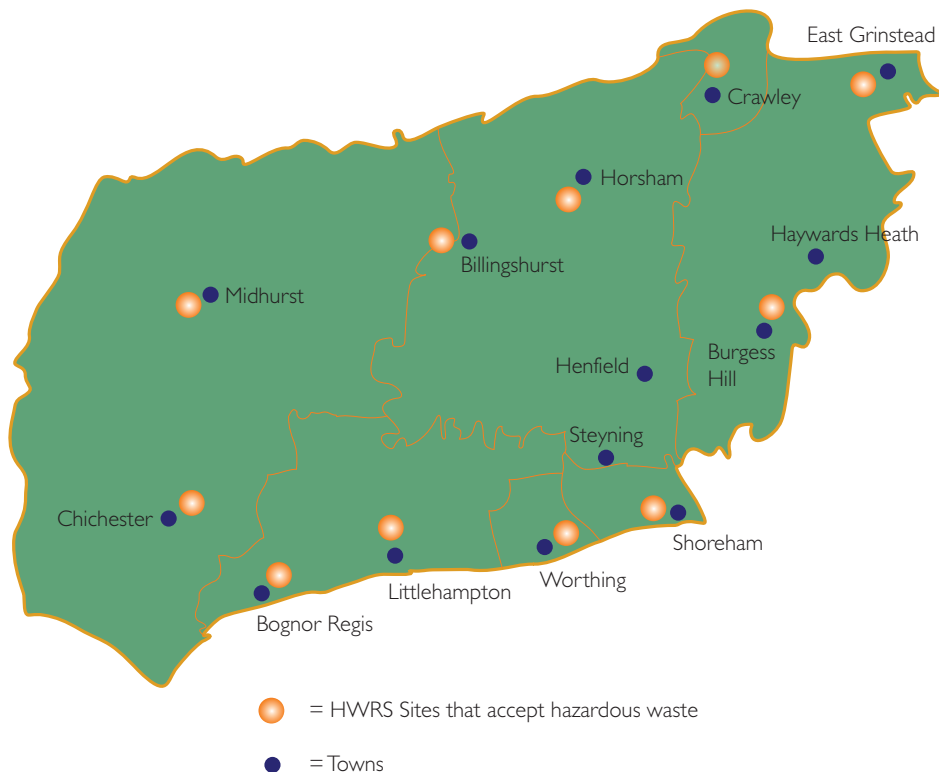 East Grinstead
Crawley
Horsham
Haywards Heath
Billingshurst
Midhurst
Burgess
Hill
Henfield
Steyning
Chichester
Shoreham
Worthing
Littlehampton
Bognor Regis
= HWRS Sites that accept hazardous waste
= Towns